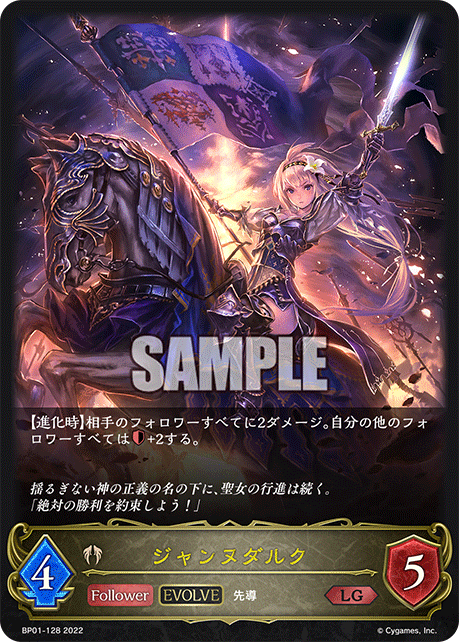 SAMPLE
【進化時】相手のフォロワーすべてに2ダメージ。自分の他のフォ
ロワーすべては+2する。
揺るぎない神の正義の名の下に、聖女の行進は続く。
「絶対の勝利を約束しよう!」
ジャンヌダルク
4
Follower EVOLVE 先導 LG
5
BP01-128 2022
© Cygames, Inc.